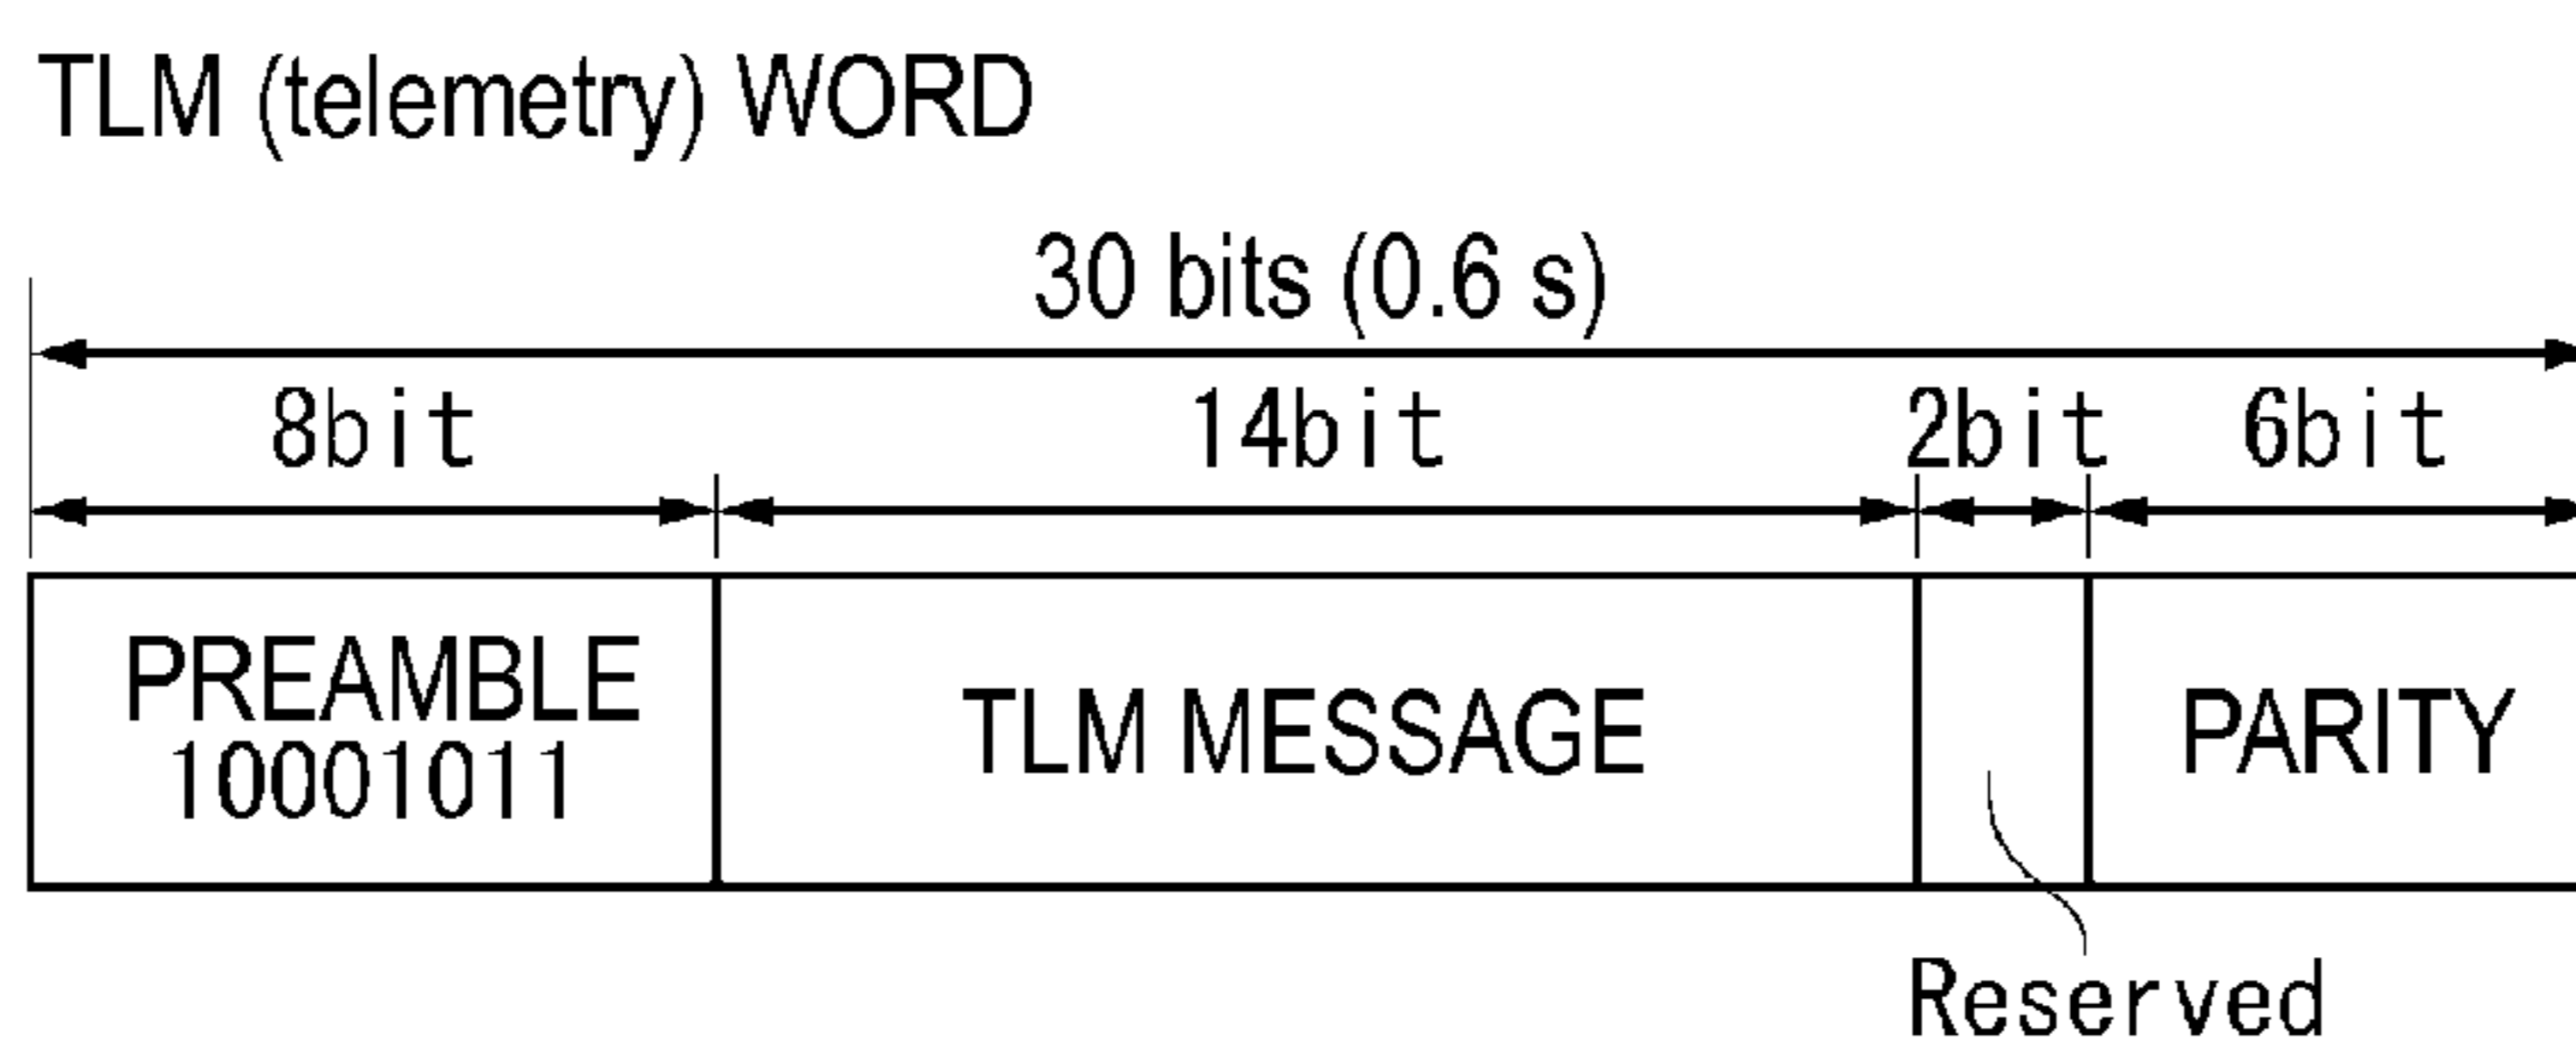 TLM (telemetry) WORD
30 bits (0.6 s)
8bit 14bit 2bit 6bit
PREAMBLE
10001011
TLM MESSAGE
PARITY
Reserved